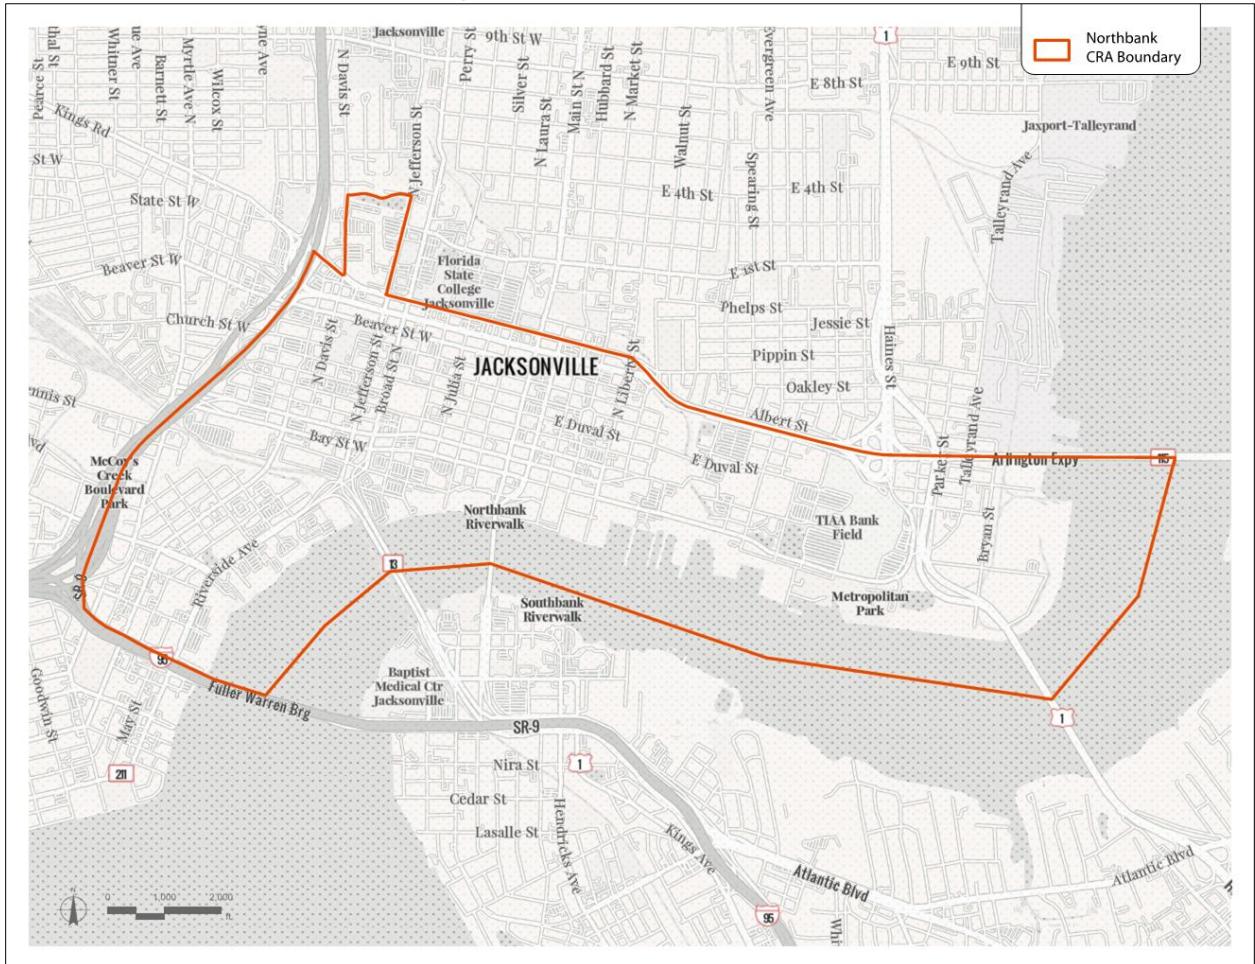 Northbank
CRA Boundary
Jacksonville
9th St W
1
E 9th St
E 8th St
Pearce St
Whitner St
Barnett St
Myrtle Ave N
Wilcox St
N Davis St
Perry St
Silver St
N Laura St
Main St N
Hubbard St
N Market St
Walnut St
Evergreen Ave
Kings Rd
Jaxport-Talleyrand
St W
State St W
N Jefferson St
E 4th St
Spearing St
E 4th St
Talleyrand Ave
Beaver St W
Florida
State
College
Jacksonville
E 1st St
Church St W
Phelps St
Jessie St
Haines St
N Davis St
Beaver St W
N Jefferson St
Broad St N
N Julia St
JACKSONVILLE
N Liberty St
Pippin St
Oakley St
ennis St
Bay St W
E Duval St
Albert St
E Duval St
Parker St
Talleyrand Ave
Arlington Expy
115
McCoy's
Creek
Boulevard
Park
Northbank
Riverwalk
TIAA Bank
Field
Bryan St
SR-9
Riverside Ave
13
Southbank
Riverwalk
Metropolitan
Park
95
Goodwin St
May St
Fuller Warren Brg
Baptist
Medical Ctr
Jacksonville
SR-9
1
211
Nira St
1
Cedar St
Lasalle St
Hendricks Ave
Kings Ave
Atlantic Blvd
Atlantic Blvd
95
Whi
N
0
1,000
2,000
ft.